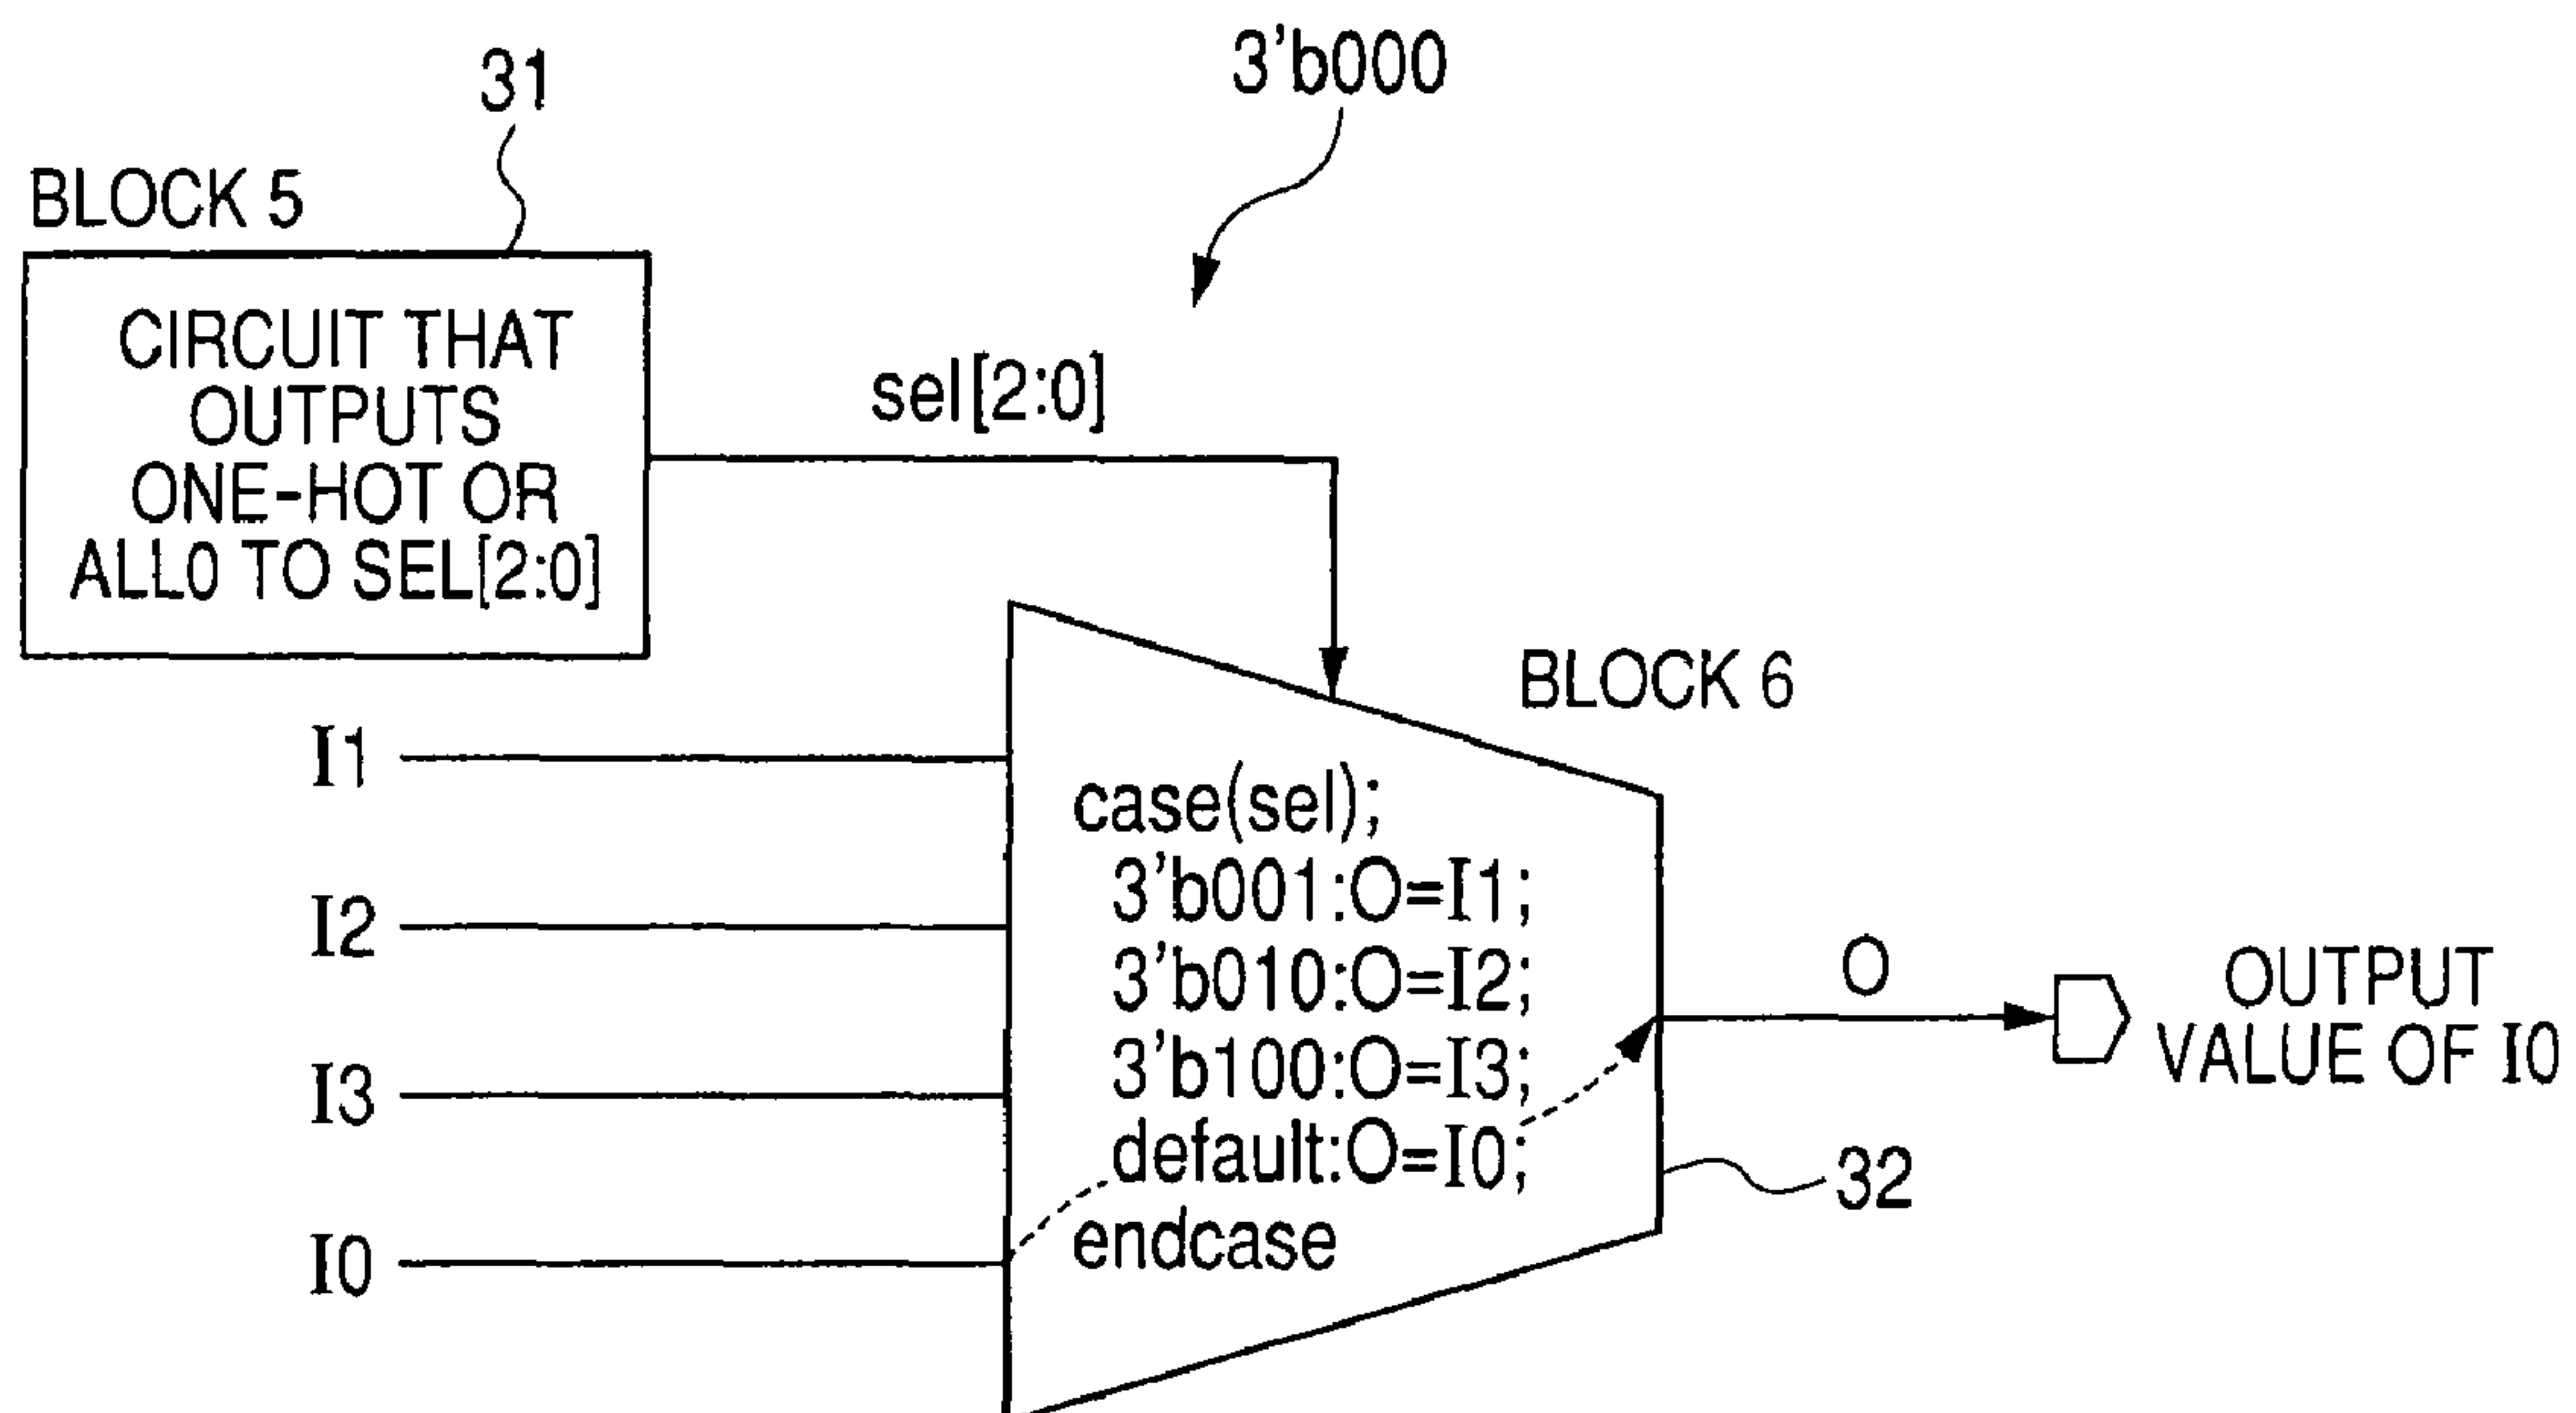 3'b000
31
BLOCK 5
CIRCUIT THAT
OUTPUTS
ONE-HOT OR
ALL0 TO SEL[2:0]
sel[2:0]
BLOCK 6
I1
I2
I3
I0
case(sel);
3'b001:O=I1;
3'b010:O=I2;
3'b100:O=I3;
default:O=I0;
endcase
O
OUTPUT
VALUE OF I0
32